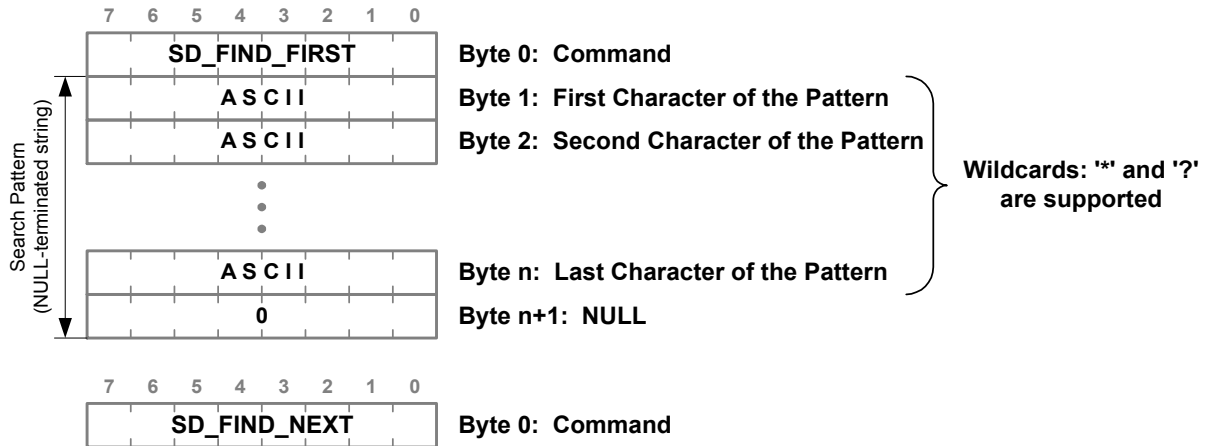 7 6 5 4 3 2 1 0
SD_FIND_FIRST Byte 0: Command
A S C I I Byte 1: First Character of the Pattern
A S C I I Byte 2: Second Character of the Pattern
Search Pattern
(NULL-terminated string)
Wildcards: '*' and '?'
are supported
A S C I I Byte n: Last Character of the Pattern
0 Byte n+1: NULL
7 6 5 4 3 2 1 0
SD_FIND_NEXT Byte 0: Command